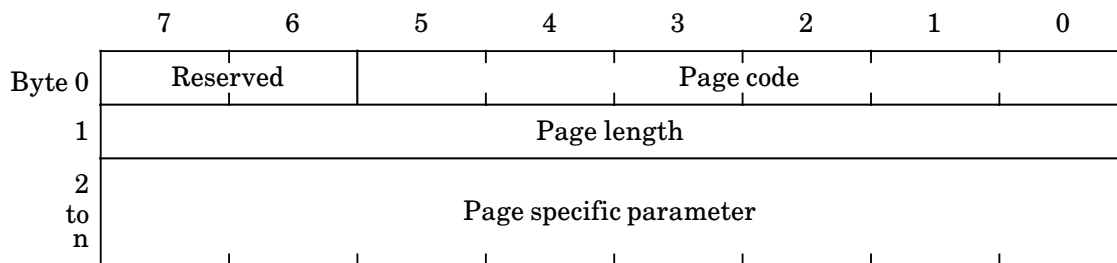 7 6 5 4 3 2 1 0
Byte 0 Reserved Page code
1 Page length
2
to Page specific parameter
n